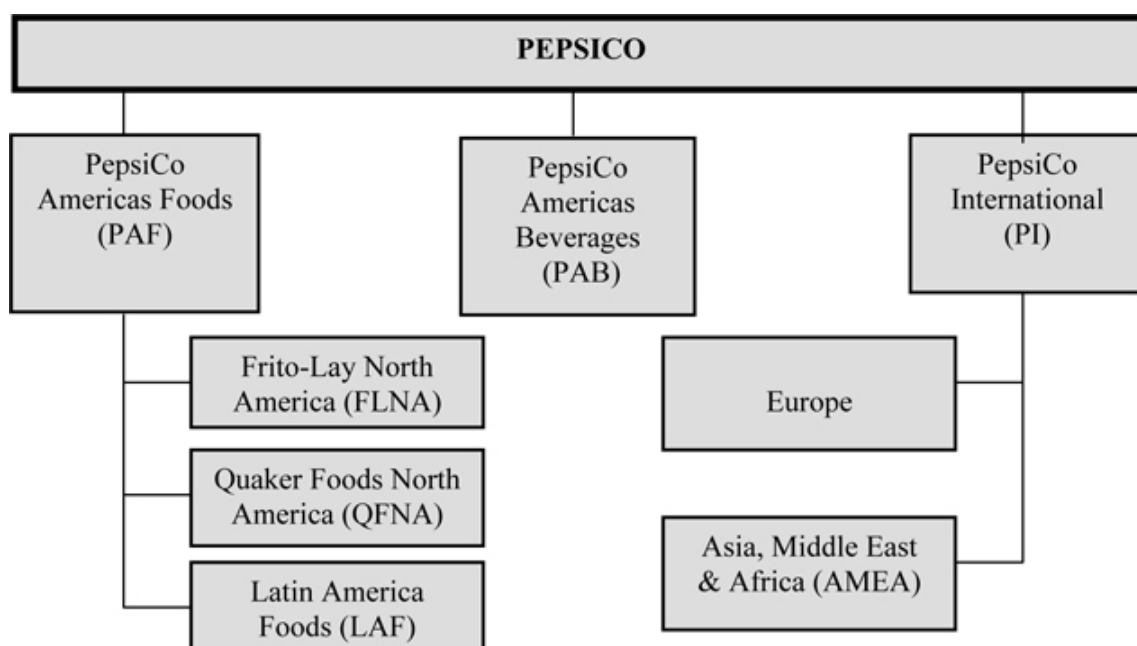 PEPSICO
PepsiCo
Americas Foods
(PAF)
PepsiCo
Americas
Beverages
(PAB)
PepsiCo
International
(PI)
Frito-Lay North
America (FLNA)
Quaker Foods North
America (QFNA)
Latin America
Foods (LAF)
Europe
Asia, Middle East
& Africa (AMEA)